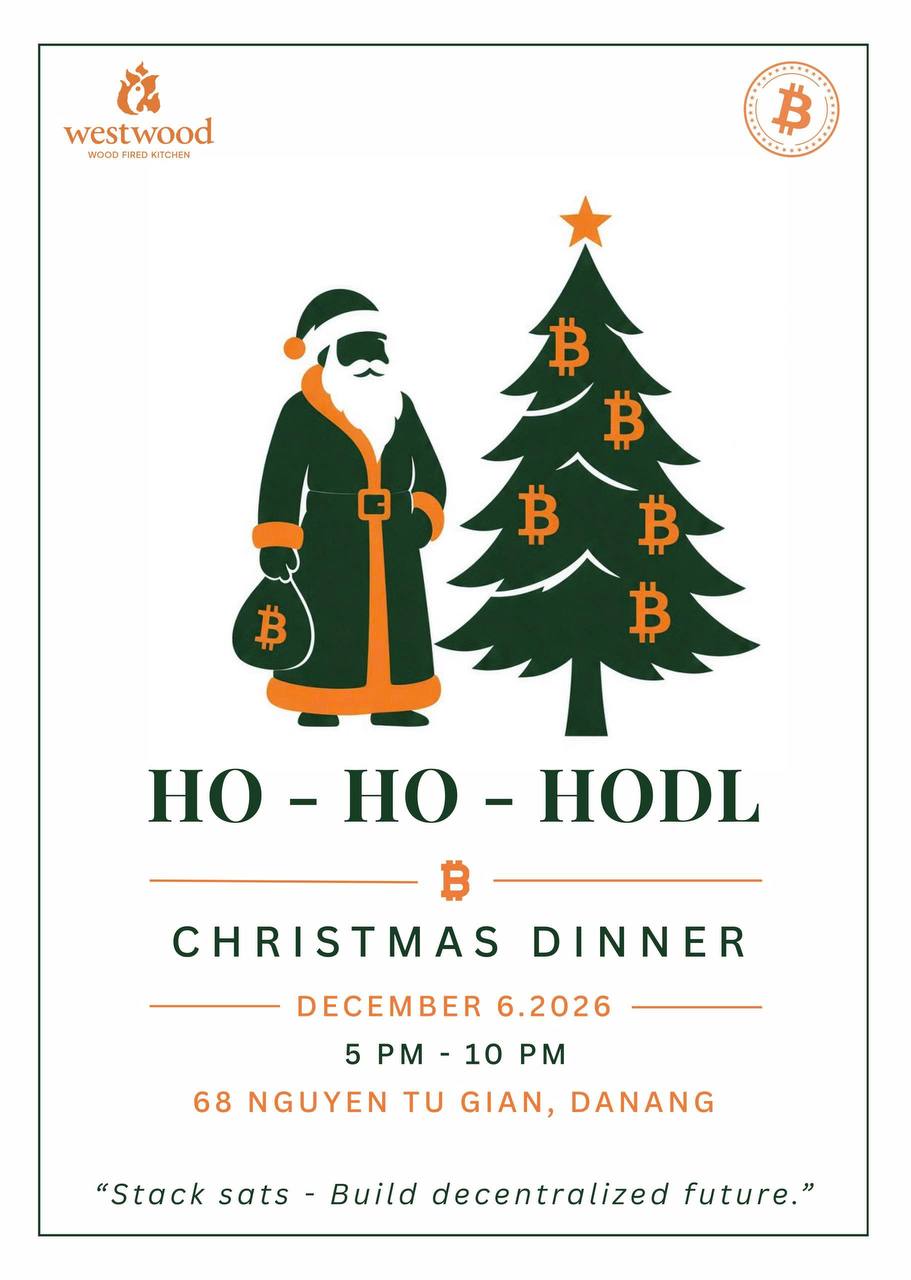 westwood
WOOD FIRED KITCHEN
HO - HO - HODL
CHRISTMAS DINNER
DECEMBER 6.2026
5 PM - 10 PM
68 NGUYEN TU GIAN, DANANG
“Stack sats - Build decentralized future.”